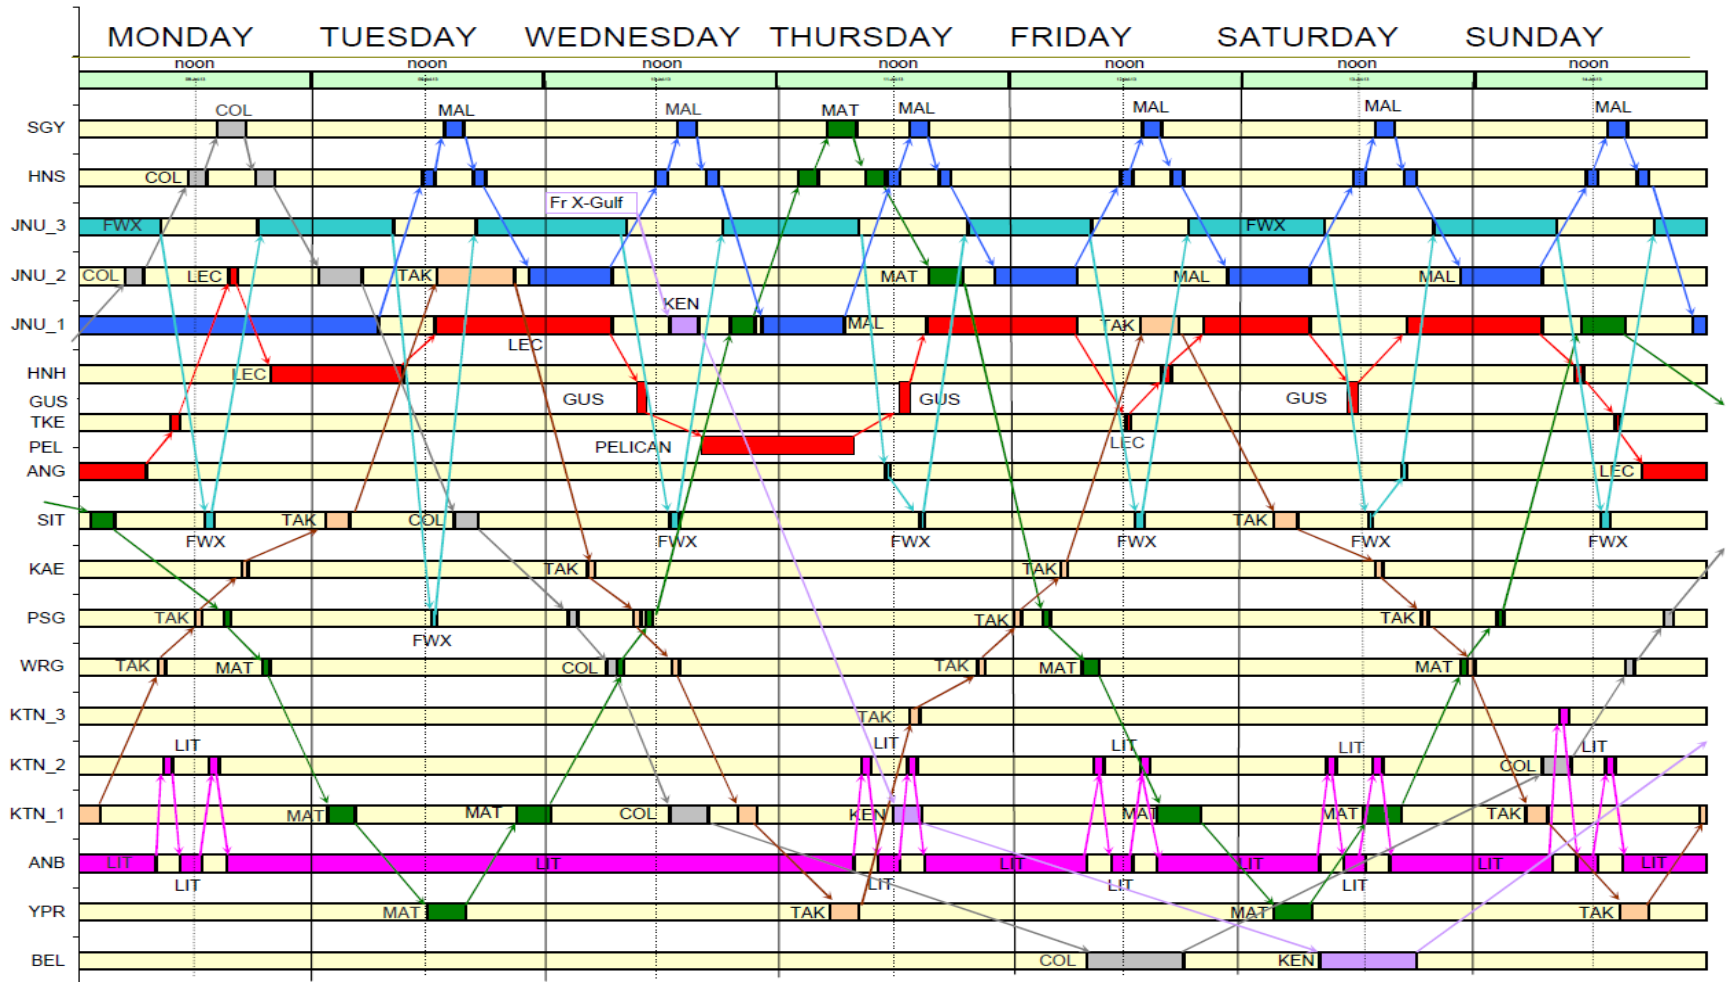 MONDAY TUESDAY WEDNESDAY THURSDAY FRIDAY SATURDAY SUNDAY
noon noon noon noon noon noon noon
COL MAL MAL MAT MAL MAL MAL MAL
SGY
HNS COL
Fr X-Gulf
JNU_3 FWX FWX
JNU_2 COL LEC TAK MAT MAL MAL
KEN
JNU_1 MAL TAK
LEC
HNH LEC
GUS GUS GUS GUS
TKE
LEC
PEL PELICAN
ANG LEC
SIT TAK COL TAK
FWX FWX FWX FWX FWX FWX
KAE TAK TAK
PSG TAK TAK TAK
FWX
WRG TAK MAT COL TAK MAT MAT
KTN_3 TAK
LIT LIT LIT LIT LIT
KTN_2 COL
KTN_1 MAT MAT COL KEN MAT MAT TAK
ANB LIT LIT LIT LIT LIT LIT
LIT LIT LIT LIT
YPR MAT TAK MAT TAK
BEL COL KEN